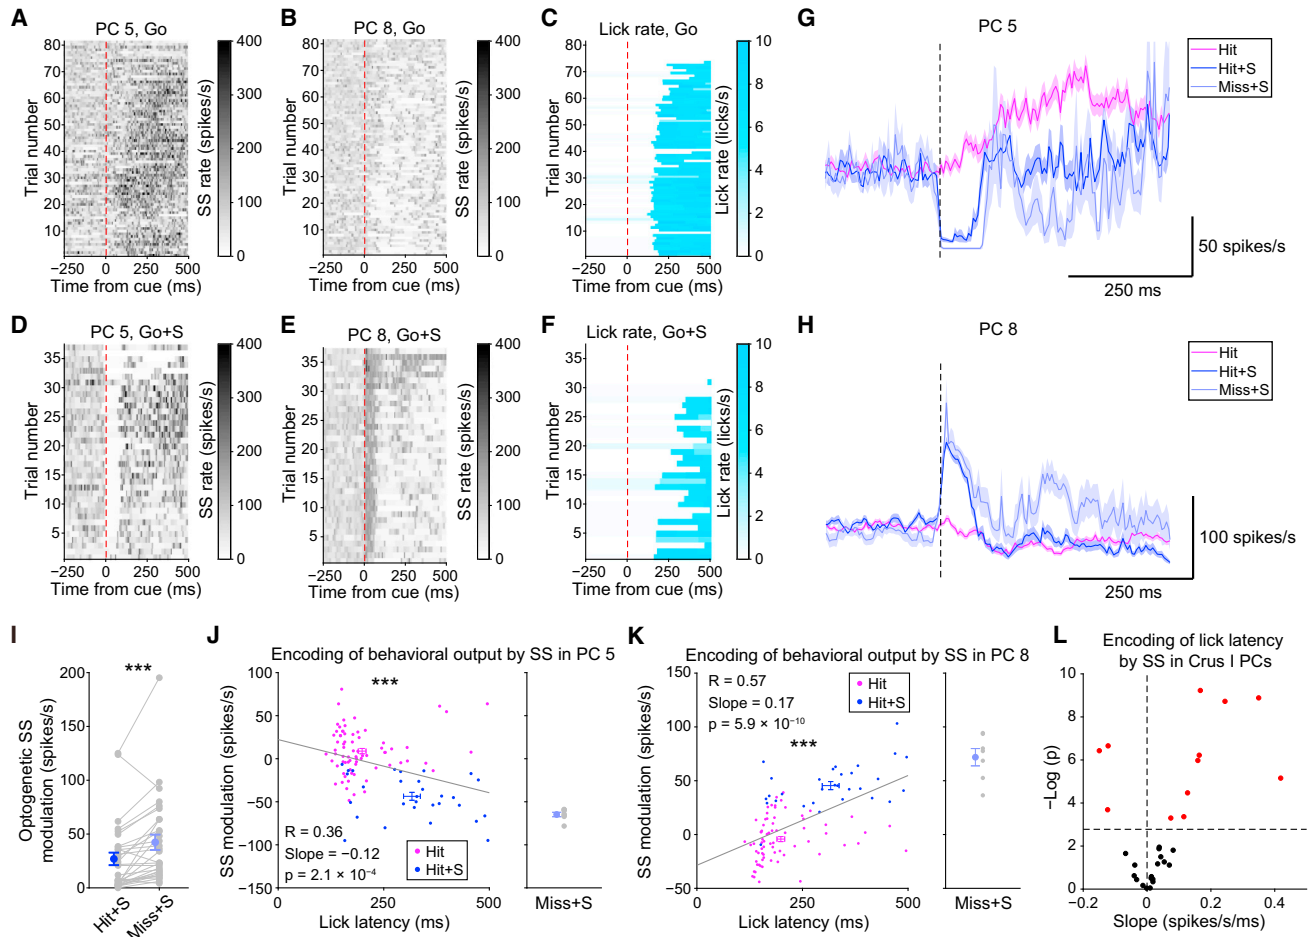 A
PC 5, Go
Trial number
80
70
60
50
40
30
20
10
−250
0
250
500
Time from cue (ms)
400
300
200
100
0
SS rate (spikes/s)
B
PC 8, Go
Trial number
80
70
60
50
40
30
20
10
−250
0
250
500
Time from cue (ms)
400
300
200
100
0
SS rate (spikes/s)
C
Lick rate, Go
Trial number
80
70
60
50
40
30
20
10
−250
0
250
500
Time from cue (ms)
10
8
6
4
2
0
Lick rate (licks/s)
G
PC 5
Hit
Hit+S
Miss+S
50 spikes/s
250 ms
D
PC 5, Go+S
Trial number
35
30
25
20
15
10
5
−250
0
250
500
Time from cue (ms)
400
300
200
100
0
SS rate (spikes/s)
E
PC 8, Go+S
Trial number
35
30
25
20
15
10
5
−250
0
250
500
Time from cue (ms)
400
300
200
100
0
SS rate (spikes/s)
F
Lick rate, Go+S
Trial number
35
30
25
20
15
10
5
−250
0
250
500
Time from cue (ms)
10
8
6
4
2
0
Lick rate (licks/s)
H
PC 8
Hit
Hit+S
Miss+S
100 spikes/s
250 ms
I
Optogenetic SS
modulation (spikes/s)
200
150
100
50
0
***
Hit+S
Miss+S
J
Encoding of behavioral output by SS in PC 5
SS modulation (spikes/s)
100
50
0
−50
−100
−150
***
R = 0.36
Slope = −0.12
p = 2.1 × 10⁻⁴
Hit
Hit+S
0
250
500
Lick latency (ms)
Miss+S
K
Encoding of behavioral output by SS in PC 8
SS modulation (spikes/s)
150
100
50
0
−50
R = 0.57
Slope = 0.17
p = 5.9 × 10⁻¹⁰
***
Hit
Hit+S
0
250
500
Lick latency (ms)
Miss+S
L
Encoding of lick latency
by SS in Crus I PCs
−Log (p)
10
8
6
4
2
0
−0.2
0
0.2
0.4
Slope (spikes/s/ms)